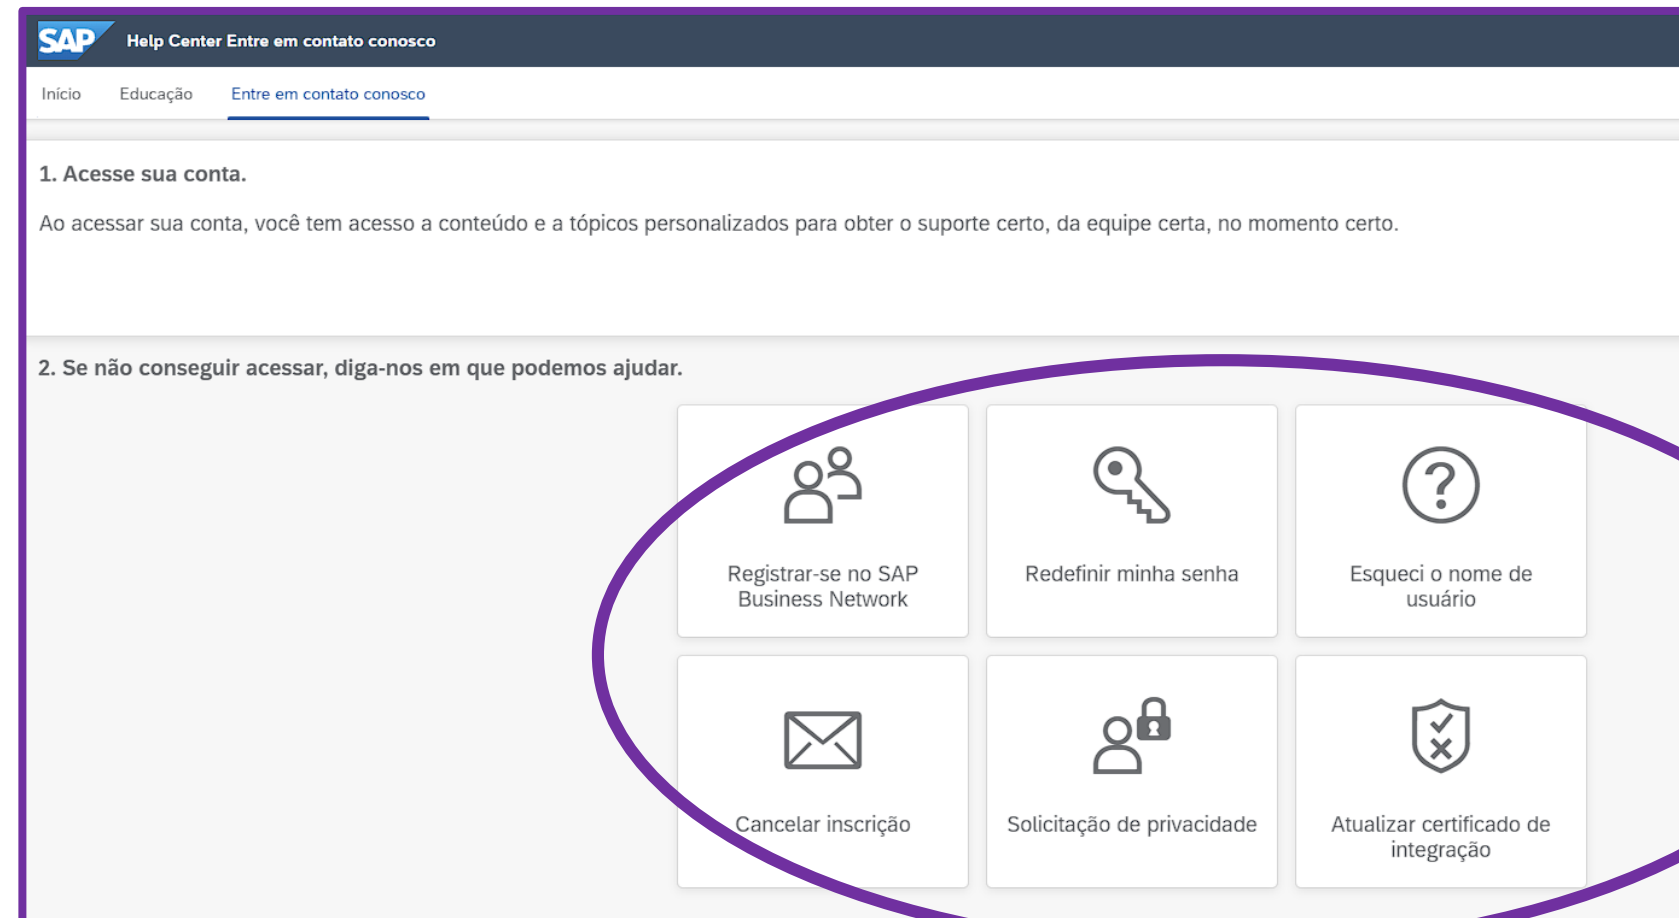 SAP Help Center Entre em contato conosco
Início Educação Entre em contato conosco
1. Acesse sua conta.
Ao acessar sua conta, você tem acesso a conteúdo e a tópicos personalizados para obter o suporte certo, da equipe certa, no momento certo.
2. Se não conseguir acessar, diga-nos em que podemos ajudar.
Registrar-se no SAP
Business Network
Redefinir minha senha
Esqueci o nome de
usuário
Cancelar inscrição
Solicitação de privacidade
Atualizar certificado de
integração